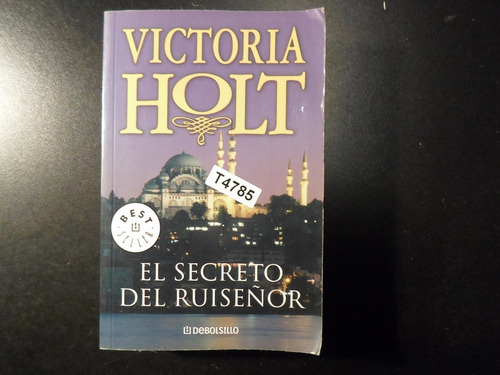 VICTORIA
HOLT
T4785
BEST
SELLER
EL SECRETO
DEL RUISEÑOR
DEBOLSILLO